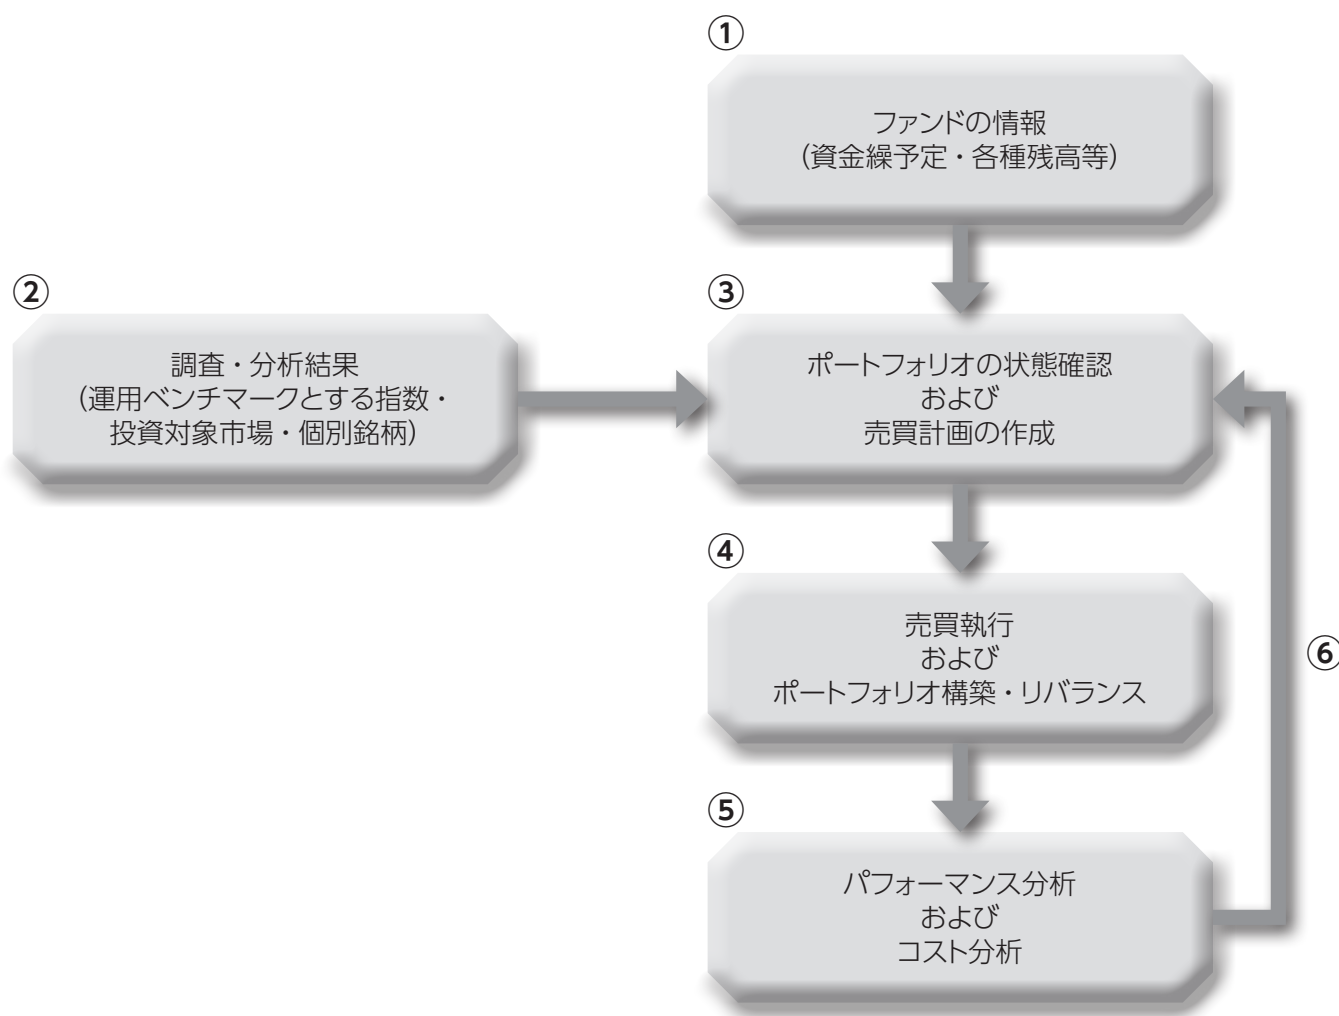 ①
ファンドの情報
(資金繰予定・各種残高等)
②
調査・分析結果
(運用ベンチマークとする指数・
投資対象市場・個別銘柄)
③
ポートフォリオの状態確認
および
売買計画の作成
④
売買執行
および
ポートフォリオ構築・リバランス
⑥
⑤
パフォーマンス分析
および
コスト分析